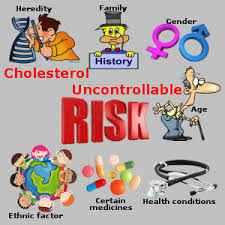 Heredity
Family
History
Gender
Cholesterol
Uncontrollable
RISK
Age
Ethnic factor
Certain
medicines
Health conditions